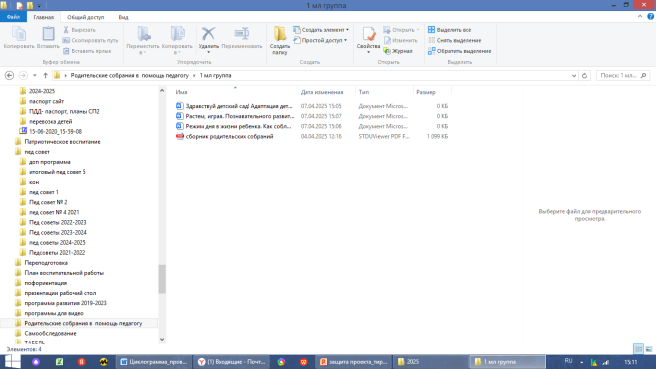 1 мл группа
Файл Главная Общий доступ Вид
Копировать Вставить
Вырезать
Скопировать путь
Вставить ярлык
Буфер обмена
Переместить в Копировать в Удалить Переименовать
Упорядочить
Создать папку
Создать элемент
Простой доступ
Создать
Свойства
Открыть
Изменить
Журнал
Открыть
Выделить все
Снять выделение
Обратить выделение
Выделить
Родительские собрания в помощь педагогу 1 мл группа
Поиск: 1 мл...
2024-2025
паспорт сайт
ПДД- паспорт, планы СП2
перевозка детей
15-06-2020_15-59-08
Патриотическое воспитание
пед совет
доп программа
итоговый пед совет 5
кон
пед совет 1
Пед совет № 2
пед совет № 4 2021
Пед советы 2022-2023
Пед советы 2023-2024
пед советы 2024-2025
Педсоветы 2021-2022
Переподготовка
План воспитательной работы
пофориентация
презентации рабочий стол
программа развития 2019-2023
программы для видео
Родительские собрания в помощь педагогу
Самообследование
ТАБЕЛЬ
Имя Дата изменения Тип Размер
Здравствуй детский сад! Адаптация дет... 07.04.2025 15:05 Документ Micros... 0 КБ
Растем, играя. Познавательного развит... 07.04.2025 15:07 Документ Micros... 0 КБ
Режим дня в жизни ребенка. Как собл... 07.04.2025 15:06 Документ Micros... 0 КБ
сборник родительских собраний 04.04.2025 12:16 STDUViewer PDF F... 1 099 КБ
Выберите файл для предварительного
просмотра.
Элементов: 4
Циклограмма_прив... (1) Входящие - Почт... защита проекта_пир... 2025 1 мл группа RU 15:11